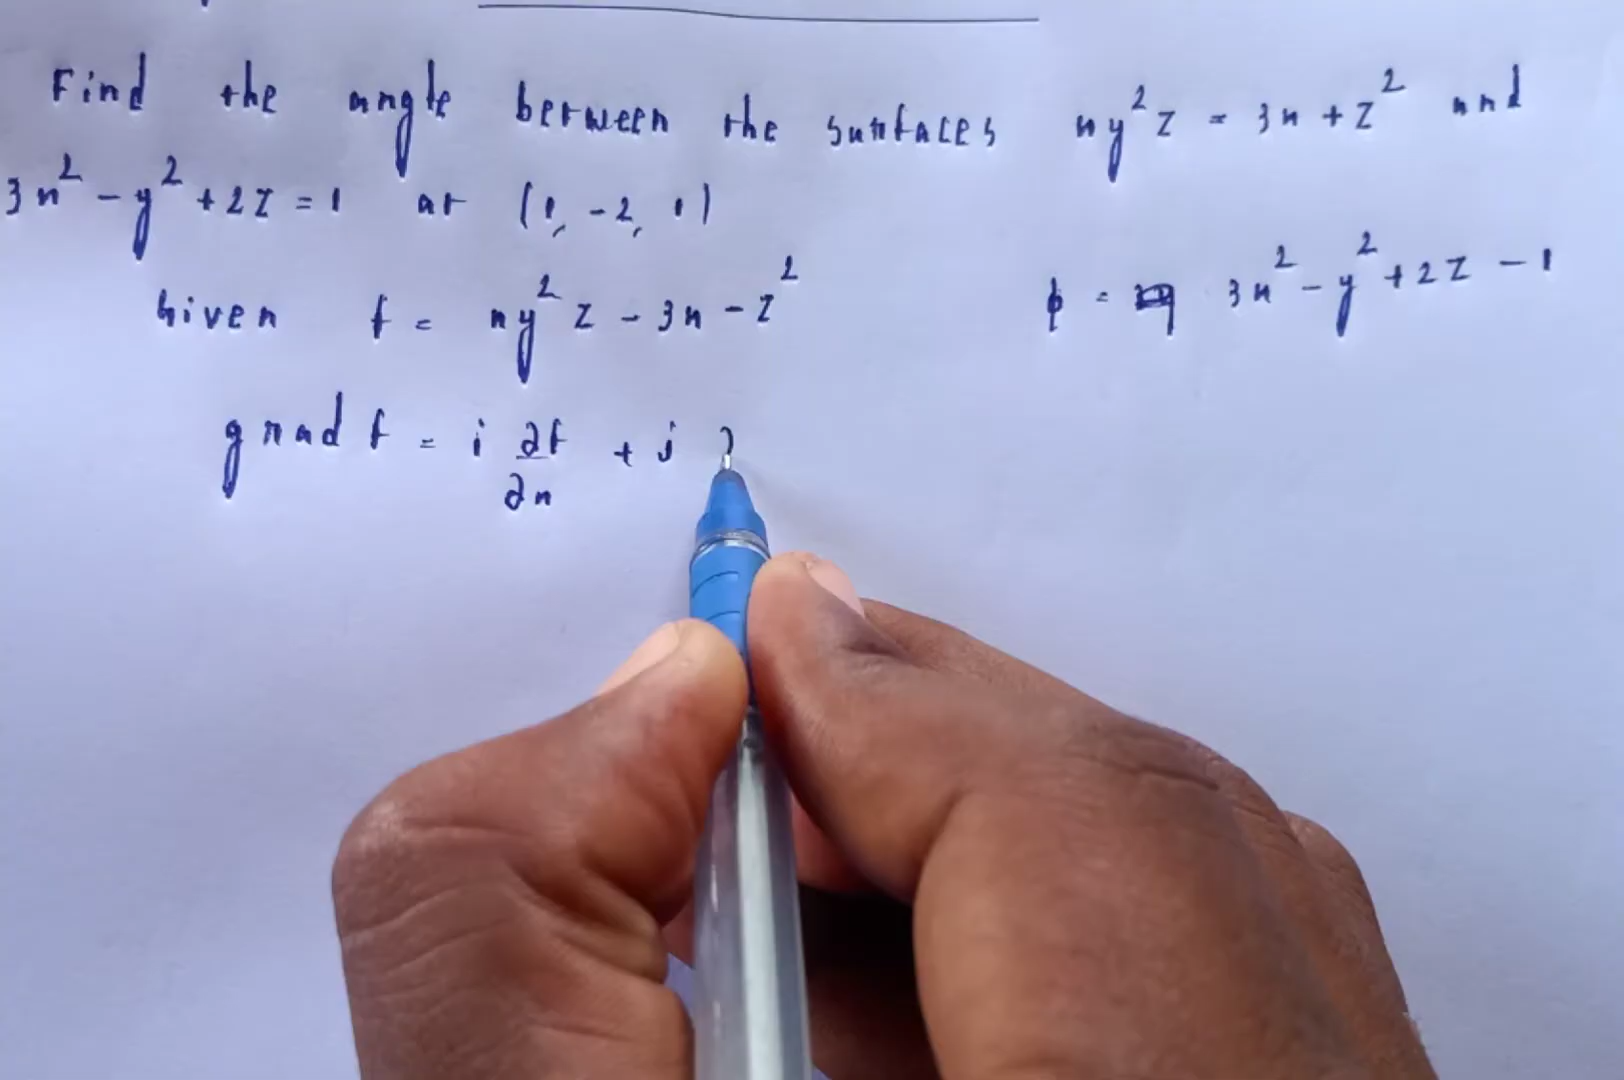 Find the angle between the surfaces xy²z = 3x + z² and
3x² - y² + 2z = 1 at (1, -2, 1)
Given f = xy²z - 3x - z² ϕ = 3x² - y² + 2z - 1
grad f = i ∂f/∂x + j ∂